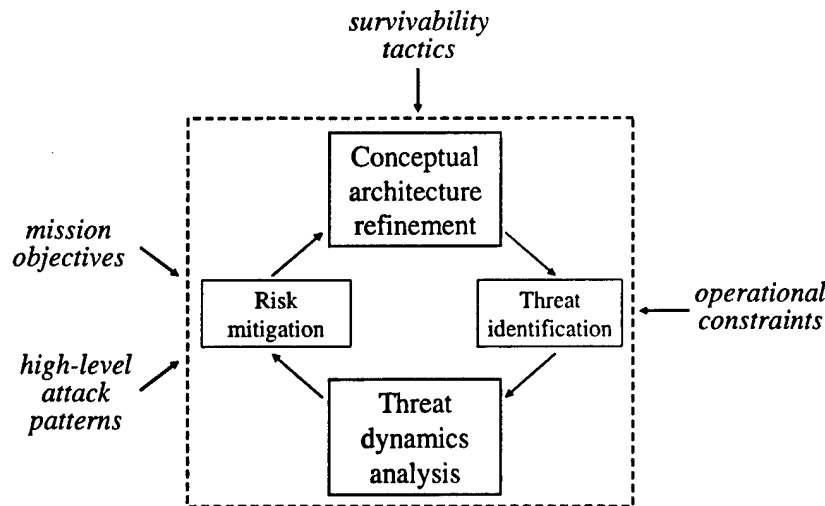 survivability
tactics
Conceptual
architecture
refinement
mission
objectives
Risk
mitigation
Threat
identification
operational
constraints
high-level
attack
patterns
Threat
dynamics
analysis